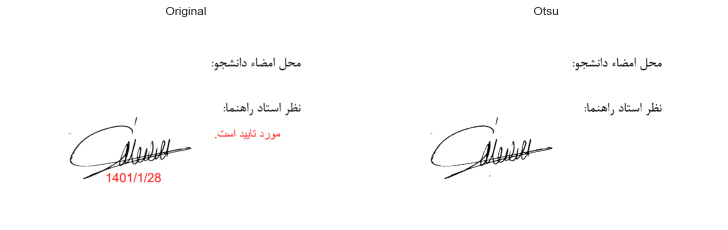 Original
محل امضاء دانشجو:
نظر استاد راهنما:
مورد تایید است.
1401/1/28
Otsu
محل امضاء دانشجو:
نظر استاد راهنما: